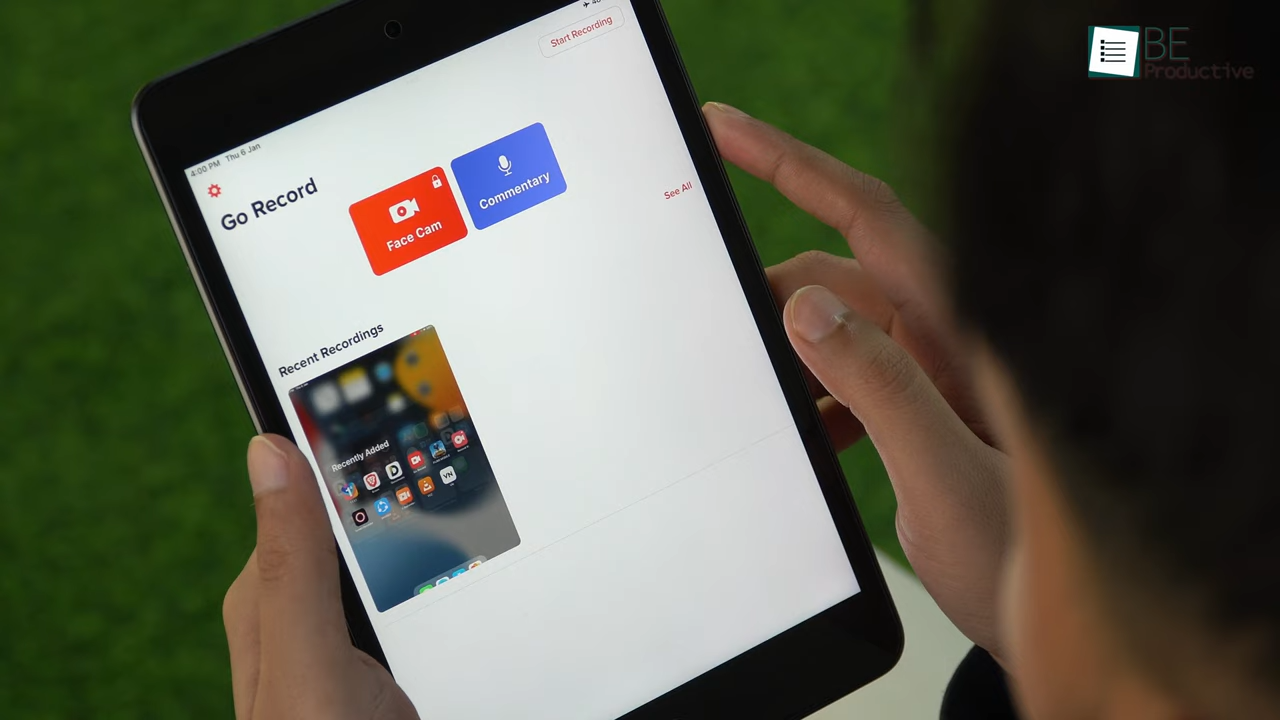 BE
Productive
Start Recording
4:00 PM Thu 6 Jan
Go Record
Face Cam
Commentary
See All
Recent Recordings
Recently Added
VN